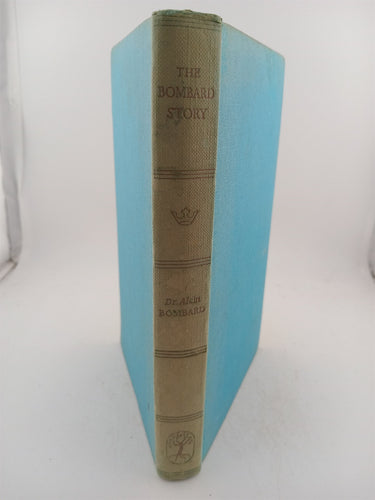 THE
BOMBARD
STORY
Dr. Alain
BOMBARD